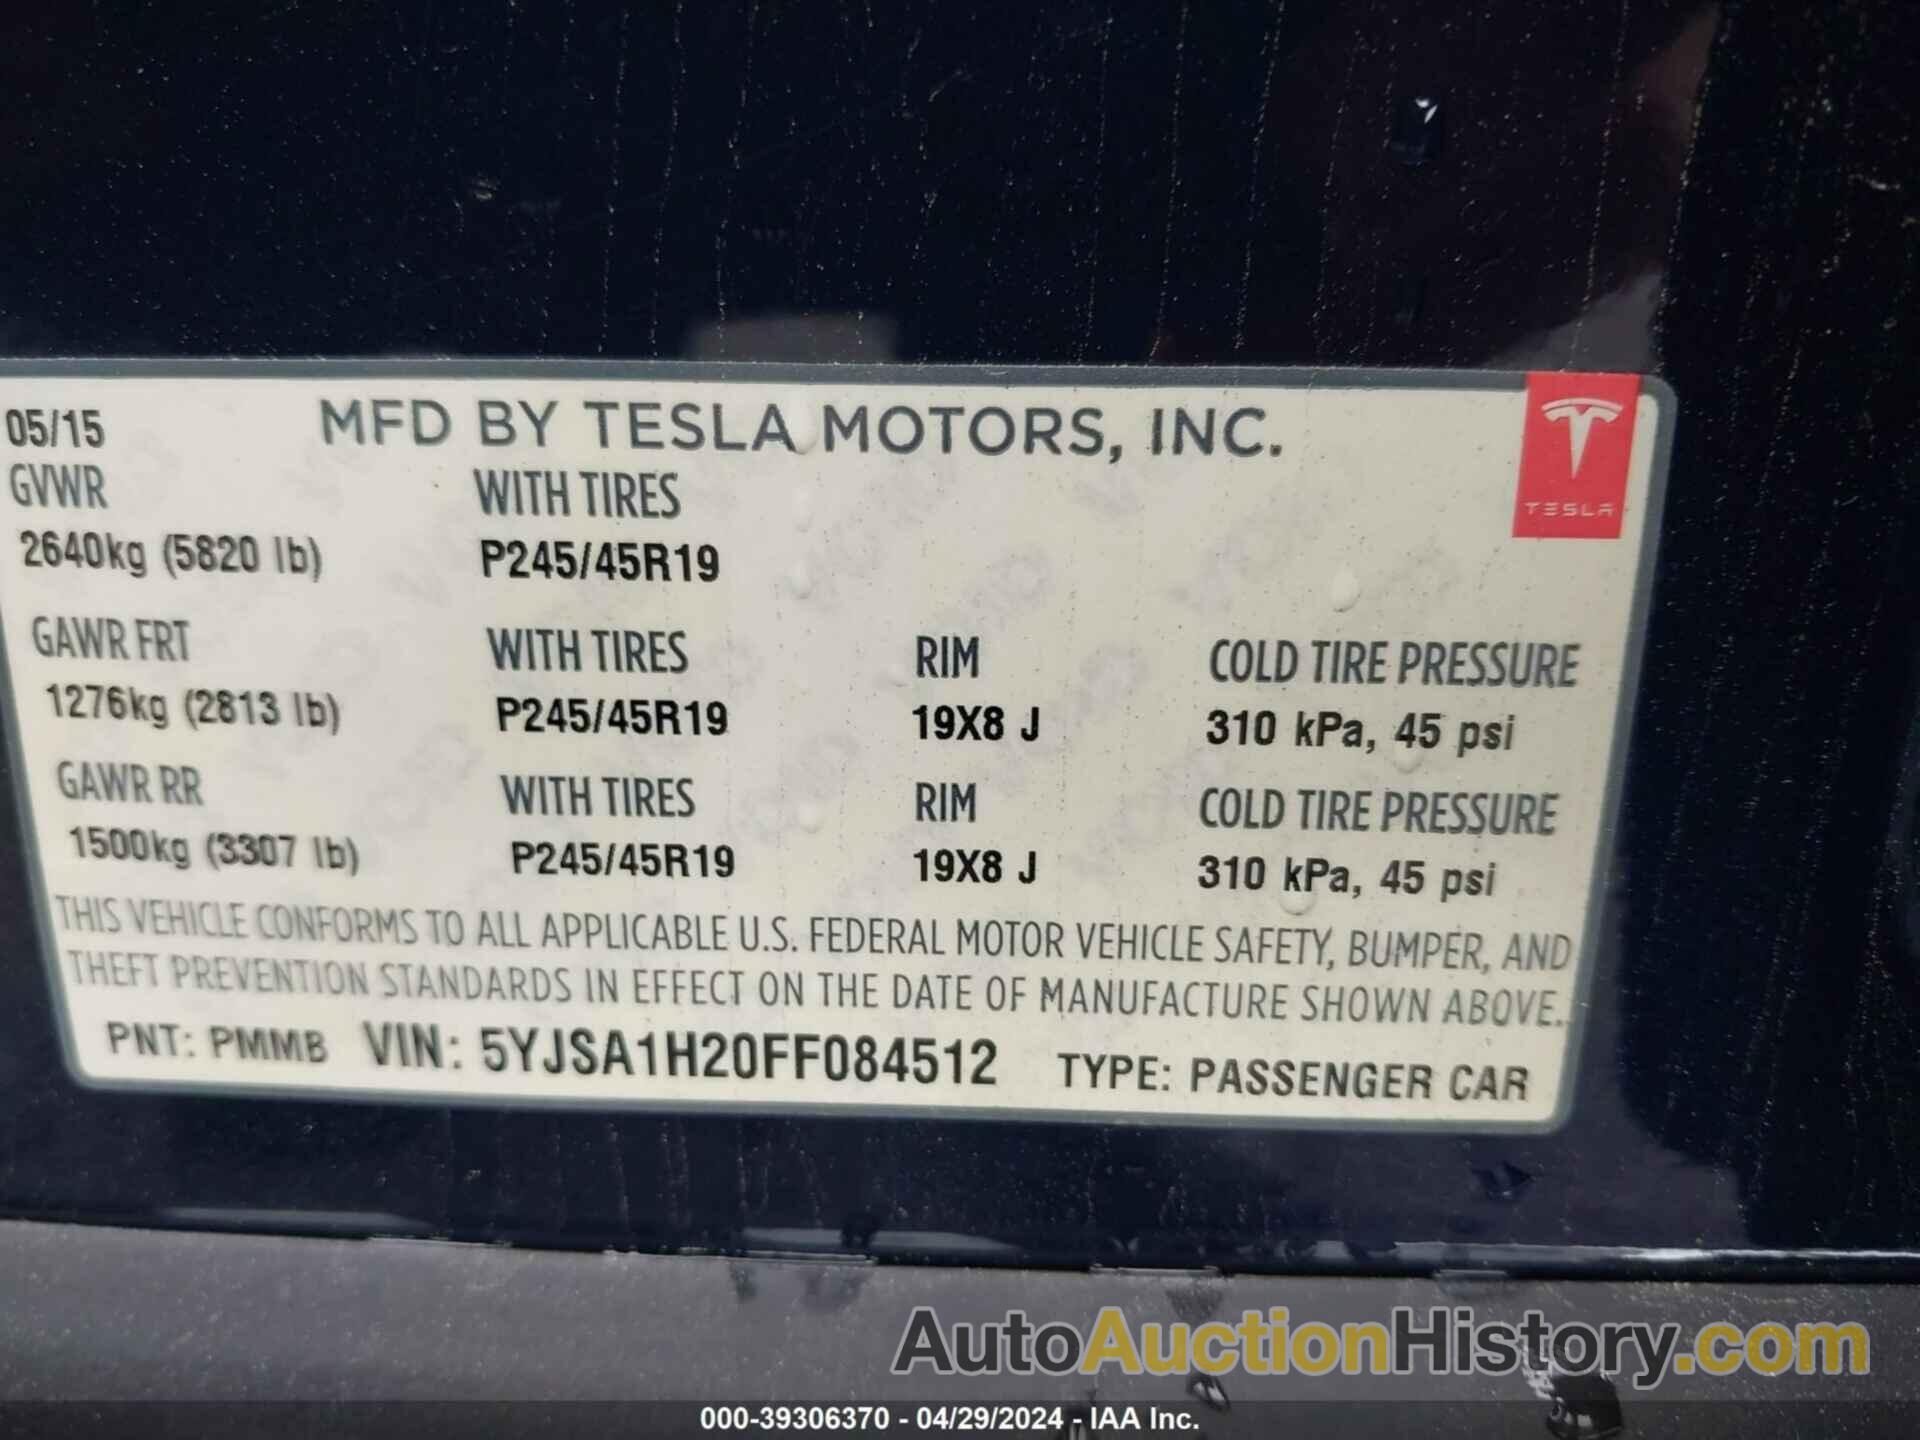 05/15 MFD BY TESLA MOTORS, INC.
TESLA
GVWR WITH TIRES
2640kg (5820 lb) P245/45R19
GAWR FRT WITH TIRES RIM COLD TIRE PRESSURE
1276kg (2813 lb) P245/45R19 19X8 J 310 kPa, 45 psi
GAWR RR WITH TIRES RIM COLD TIRE PRESSURE
1500kg (3307 lb) P245/45R19 19X8 J 310 kPa, 45 psi
THIS VEHICLE CONFORMS TO ALL APPLICABLE U.S. FEDERAL MOTOR VEHICLE SAFETY, BUMPER, AND
THEFT PREVENTION STANDARDS IN EFFECT ON THE DATE OF MANUFACTURE SHOWN ABOVE.
PNT: PMMB VIN: 5YJSA1H20FF084512 TYPE: PASSENGER CAR
AutoAuctionHistory.com
000-39306370 - 04/29/2024 - IAA Inc.